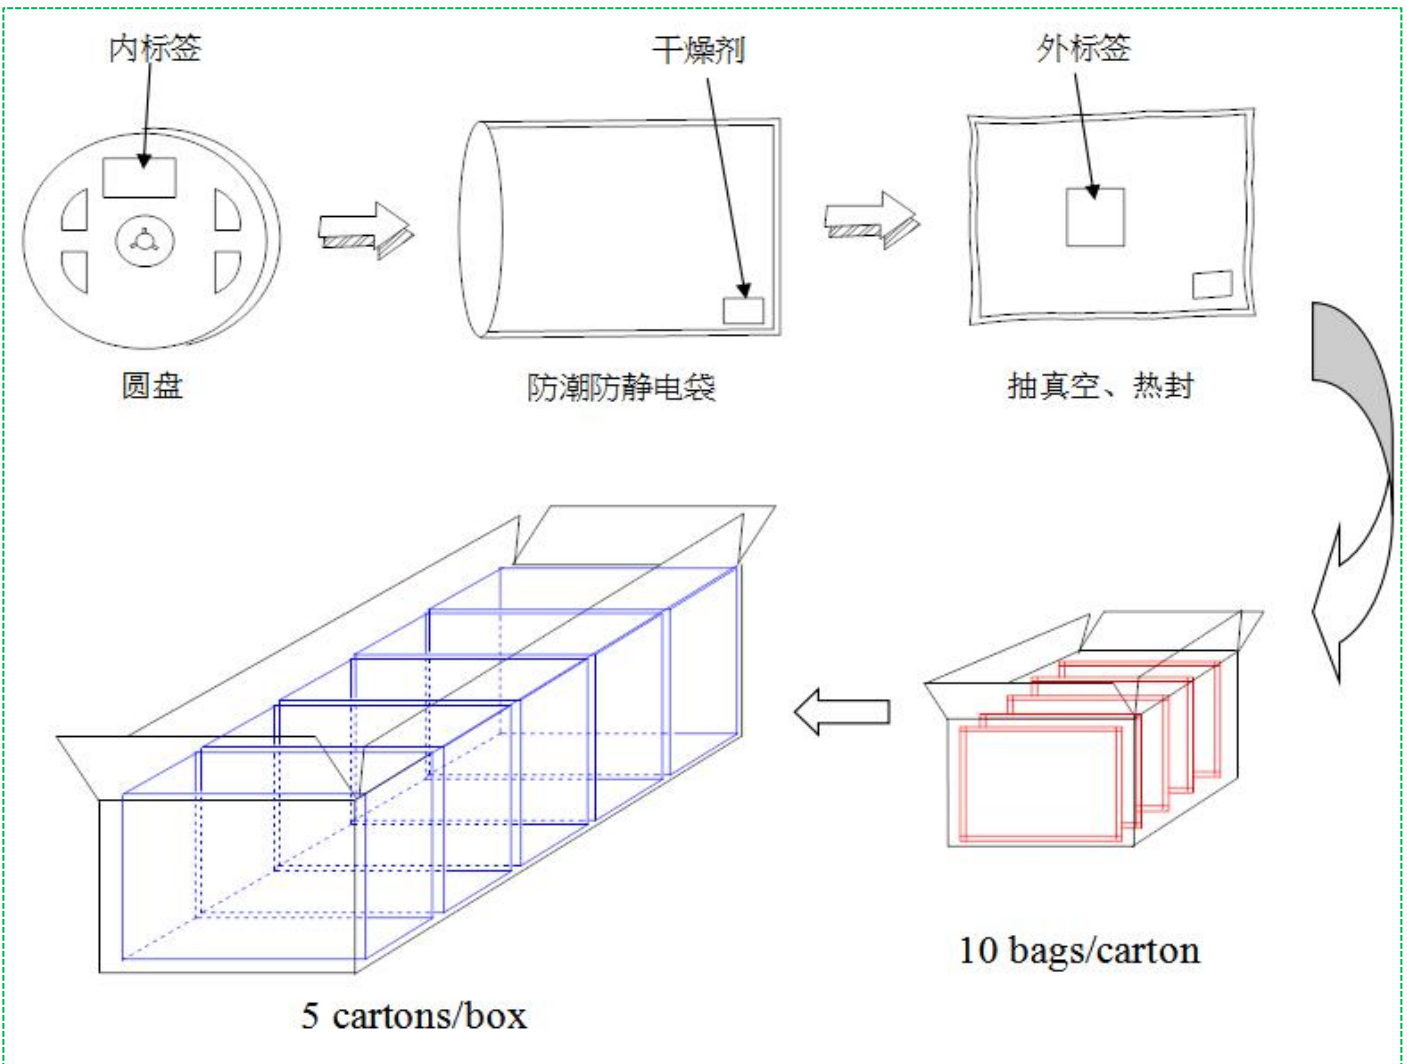 内标签
干燥剂
外标签
圆盘
防潮防静电袋
抽真空、热封
10 bags/carton
5 cartons/box